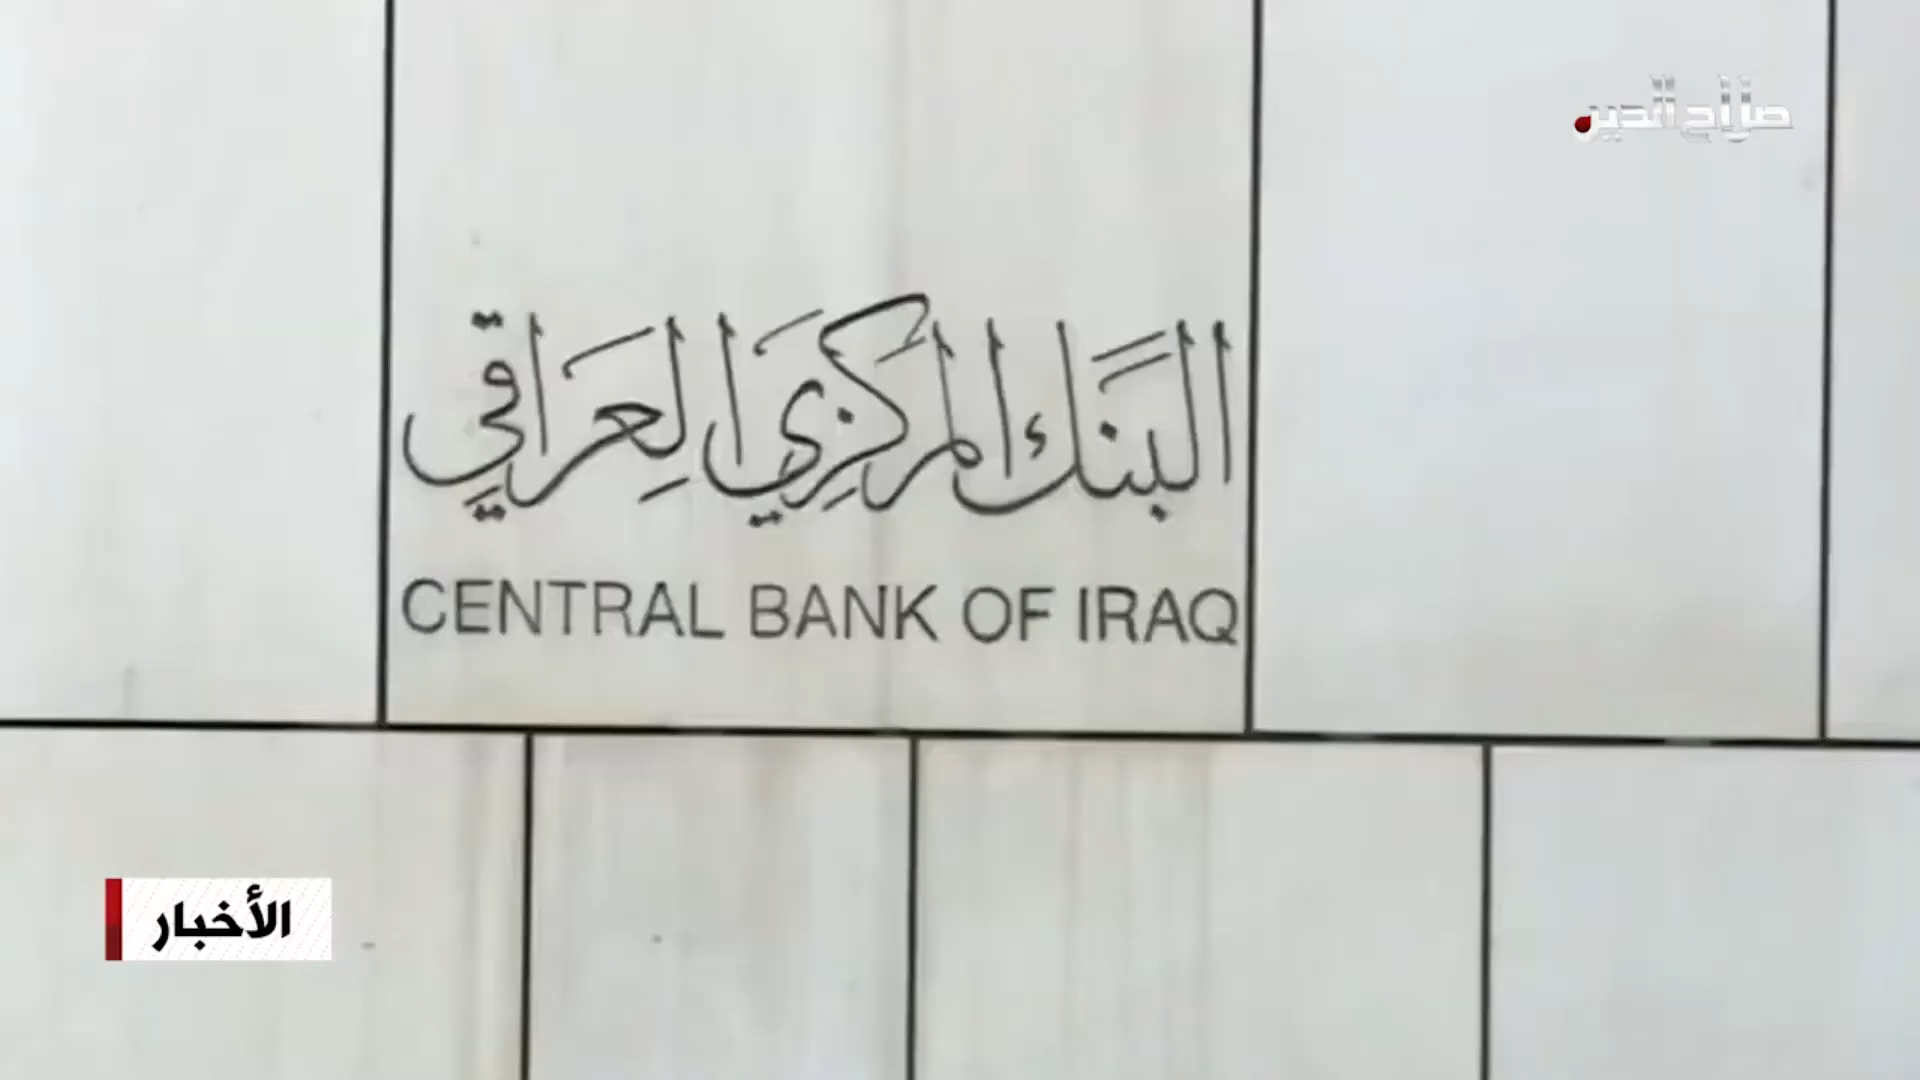 صلاح الدين
البنك المركزي العراقي
CENTRAL BANK OF IRAQ
الأخبار